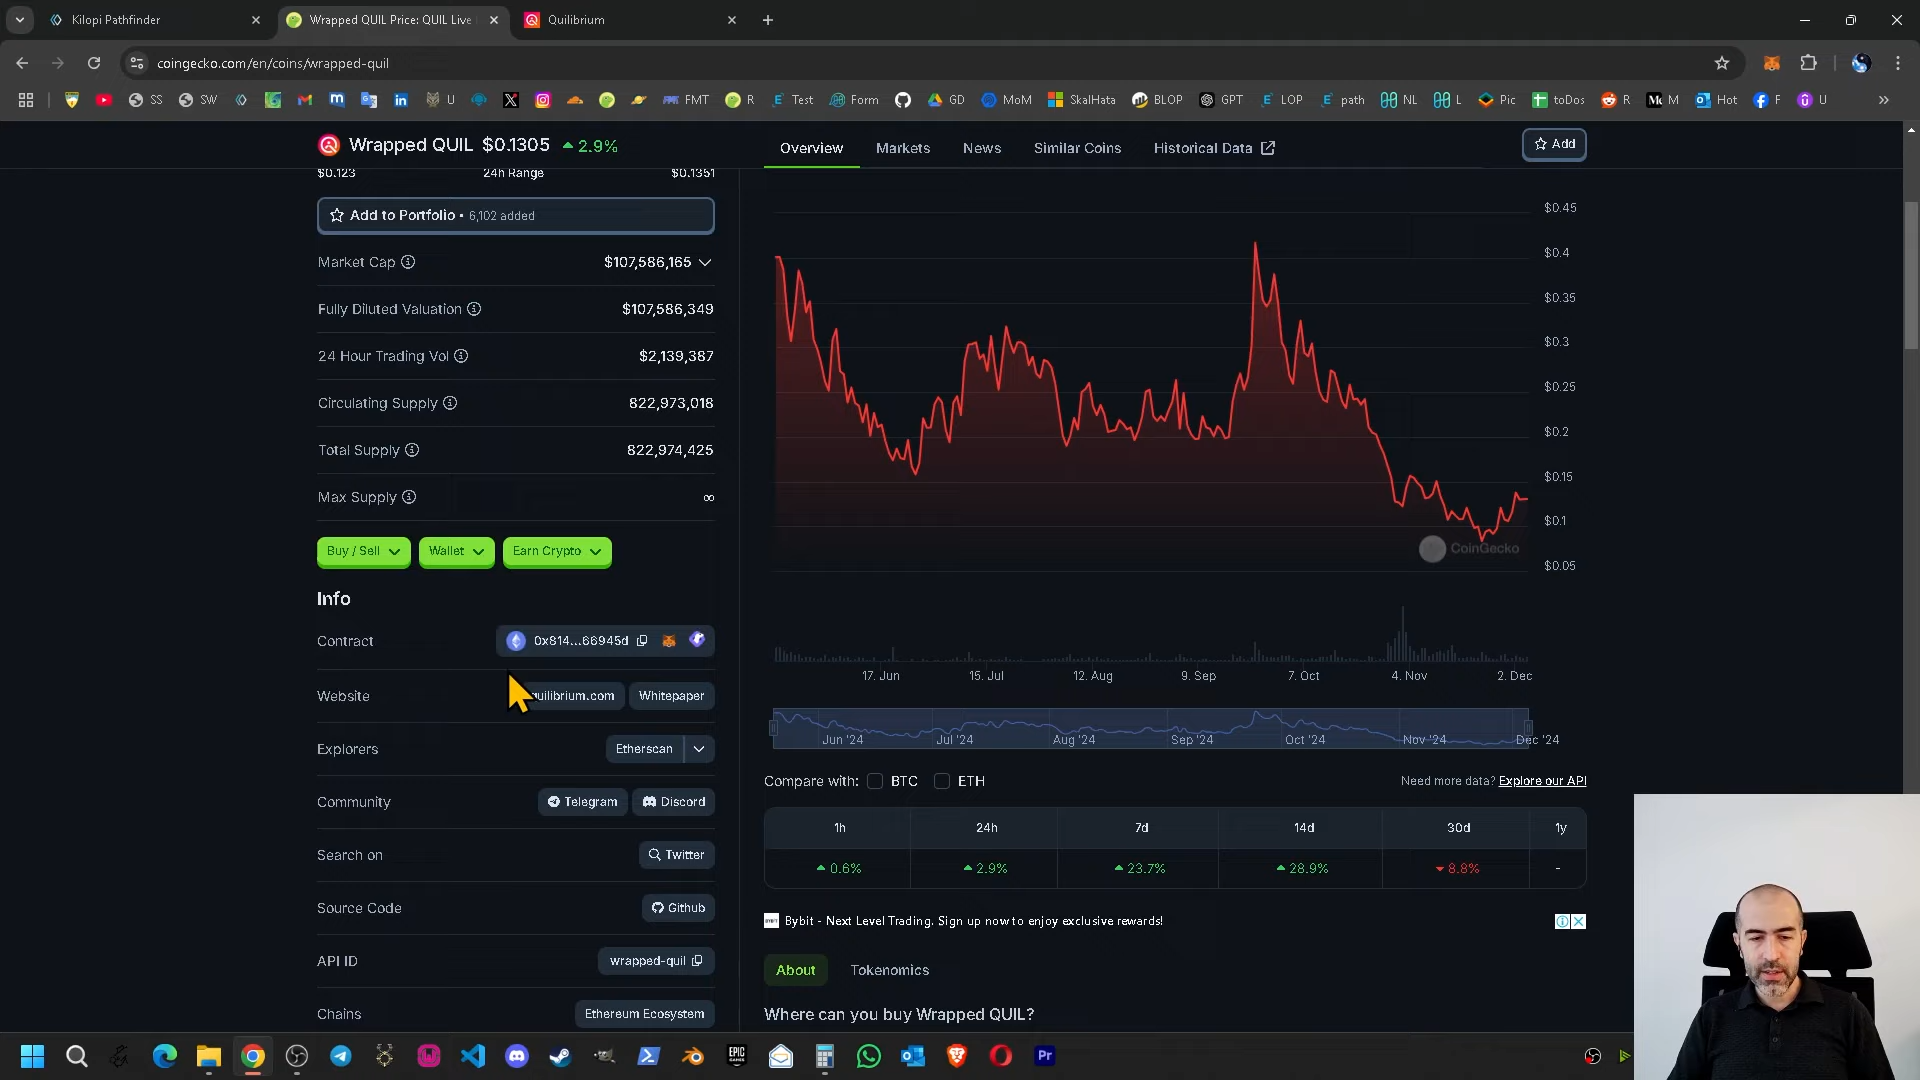 Kilopi Pathfinder
Wrapped QUIL Price: QUIL Live
Quilibrium
coingecko.com/en/coins/wrapped-quil
SS
SW
U
FMT
R
Test
Form
GD
MoM
SkalHata
BLOP
GPT
LOP
path
NL
L
Pic
toDos
R
M
Hot
F
U
Wrapped QUIL $0.1305 2.9%
Overview
Markets
News
Similar Coins
Historical Data
Add
$0.123
24h Range
$0.1351
Add to Portfolio • 6,102 added
Market Cap
$107,586,165
Fully Diluted Valuation
$107,586,349
24 Hour Trading Vol
$2,139,387
Circulating Supply
822,973,018
Total Supply
822,974,425
Max Supply
∞
Buy / Sell
Wallet
Earn Crypto
Info
Contract
0x814...66945d
Website
quilibrium.com
Whitepaper
Explorers
Etherscan
Community
Telegram
Discord
Search on
Twitter
Source Code
Github
API ID
wrapped-quil
Chains
Ethereum Ecosystem
$0.45
$0.4
$0.35
$0.3
$0.25
$0.2
$0.15
$0.1
$0.05
CoinGecko
17. Jun
15. Jul
12. Aug
9. Sep
7. Oct
4. Nov
2. Dec
Jun '24
Jul '24
Aug '24
Sep '24
Oct '24
Nov '24
Dec '24
Compare with:
BTC
ETH
Need more data? Explore our API
1h
24h
7d
14d
30d
1y
0.6%
2.9%
23.7%
28.9%
8.8%
-
Bybit - Next Level Trading. Sign up now to enjoy exclusive rewards!
About
Tokenomics
Where can you buy Wrapped QUIL?
EPIC GAMES
Pr